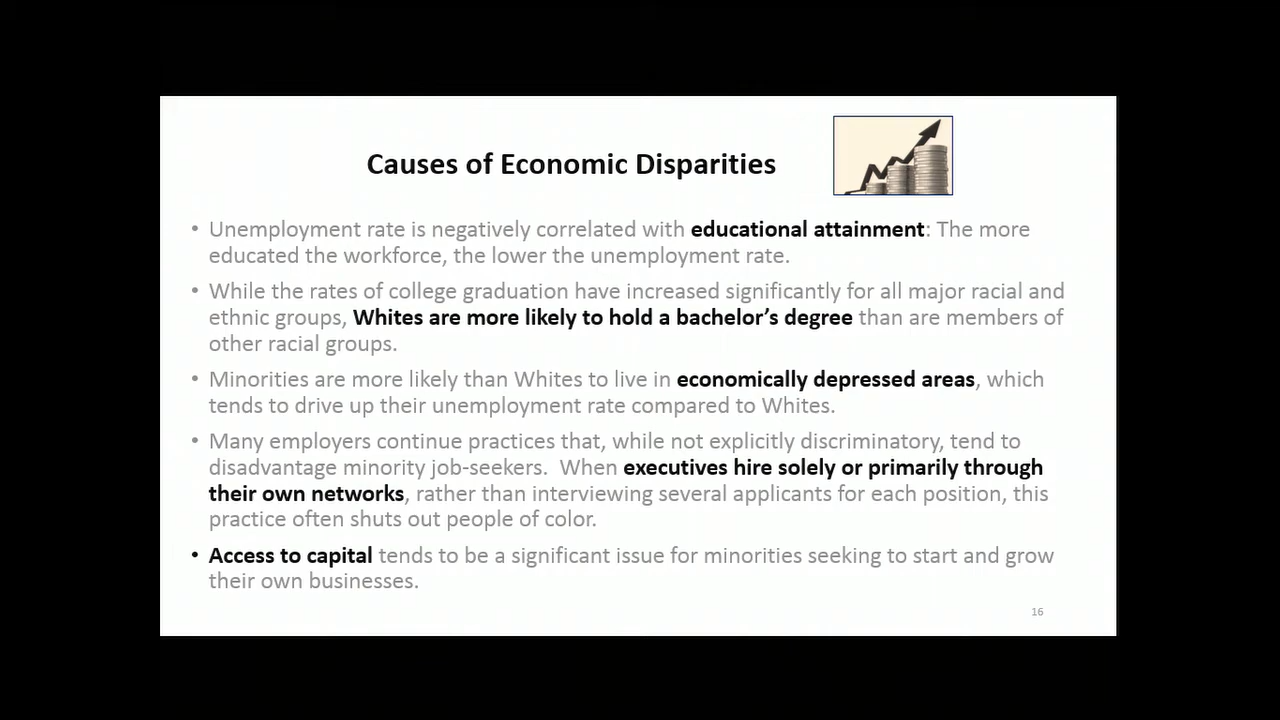 Causes of Economic Disparities
• Unemployment rate is negatively correlated with educational attainment: The more
educated the workforce, the lower the unemployment rate.
• While the rates of college graduation have increased significantly for all major racial and
ethnic groups, Whites are more likely to hold a bachelor’s degree than are members of
other racial groups.
• Minorities are more likely than Whites to live in economically depressed areas, which
tends to drive up their unemployment rate compared to Whites.
• Many employers continue practices that, while not explicitly discriminatory, tend to
disadvantage minority job-seekers.  When executives hire solely or primarily through
their own networks, rather than interviewing several applicants for each position, this
practice often shuts out people of color.
• Access to capital tends to be a significant issue for minorities seeking to start and grow
their own businesses.
16